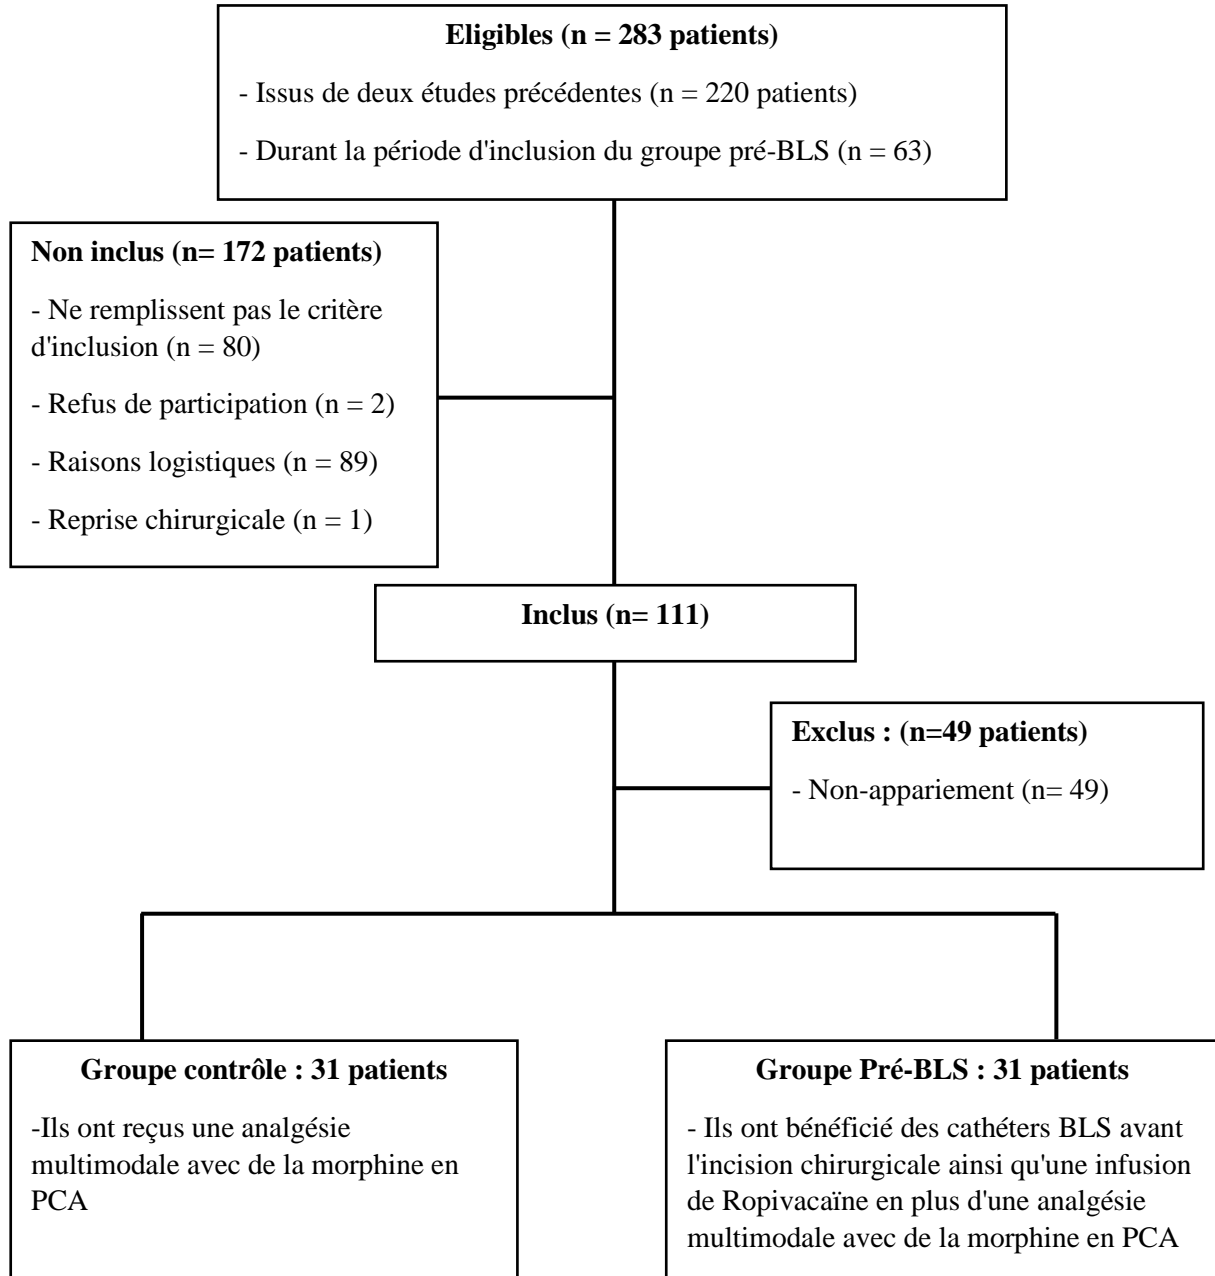 Eligibles (n = 283 patients)
- Issus de deux études précédentes (n = 220 patients)
- Durant la période d'inclusion du groupe pré-BLS (n = 63)
Non inclus (n= 172 patients)
- Ne remplissent pas le critère
d'inclusion (n = 80)
- Refus de participation (n = 2)
- Raisons logistiques (n = 89)
- Reprise chirurgicale (n = 1)
Inclus (n= 111)
Exclus : (n=49 patients)
- Non-appariement (n= 49)
Groupe contrôle : 31 patients
-Ils ont reçus une analgésie
multimodale avec de la morphine en
PCA
Groupe Pré-BLS : 31 patients
- Ils ont bénéficié des cathéters BLS avant
l'incision chirurgicale ainsi qu'une infusion
de Ropivacaïne en plus d'une analgésie
multimodale avec de la morphine en PCA